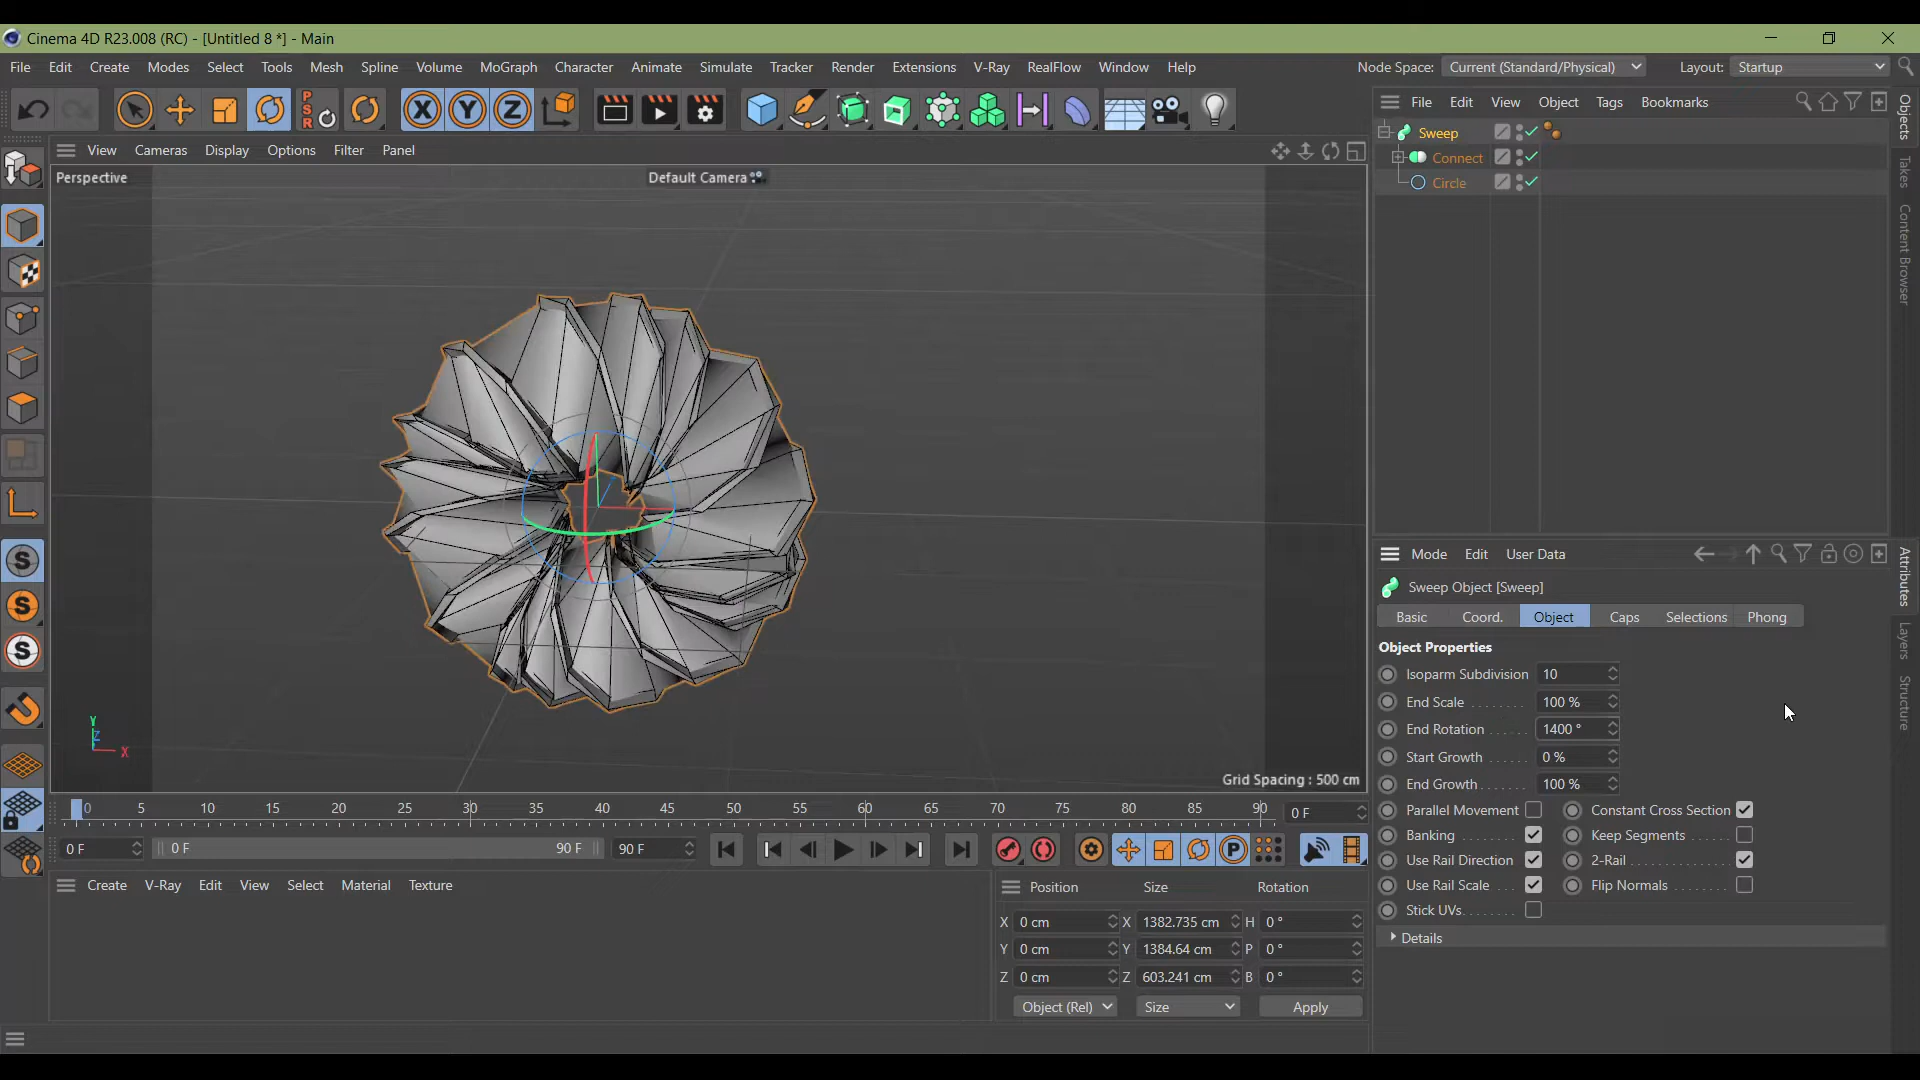 Cinema 4D R23.008 (RC) - [Untitled 8 *] - Main
File Edit Create Modes Select Tools Mesh Spline Volume MoGraph Character Animate Simulate Tracker Render Extensions V-Ray RealFlow Window Help Node Space: Current (Standard/Physical) Layout: Startup
PSR X Y Z
File Edit View Object Tags Bookmarks
View Cameras Display Options Filter Panel
Perspective
Default Camera
Sweep
Connect
Circle
Objects
Takes
Content Browser
Mode Edit User Data
Sweep Object [Sweep]
Basic Coord. Object Caps Selections Phong
Object Properties
Isoparm Subdivision 10
End Scale 100 %
End Rotation 1400 °
Start Growth 0 %
End Growth 100 %
Parallel Movement Constant Cross Section
Banking Keep Segments
Use Rail Direction 2-Rail
Use Rail Scale Flip Normals
Stick UVs
Details
Attributes
Layers
Structure
S
S
S
Y
Z
X
Grid Spacing : 500 cm
0 5 10 15 20 25 30 35 40 45 50 55 60 65 70 75 80 85 90 0 F
0 F 0 F 90 F 90 F P
Create V-Ray Edit View Select Material Texture
Position Size Rotation
X 0 cm X 1382.735 cm H 0 °
Y 0 cm Y 1384.64 cm P 0 °
Z 0 cm Z 603.241 cm B 0 °
Object (Rel) Size Apply